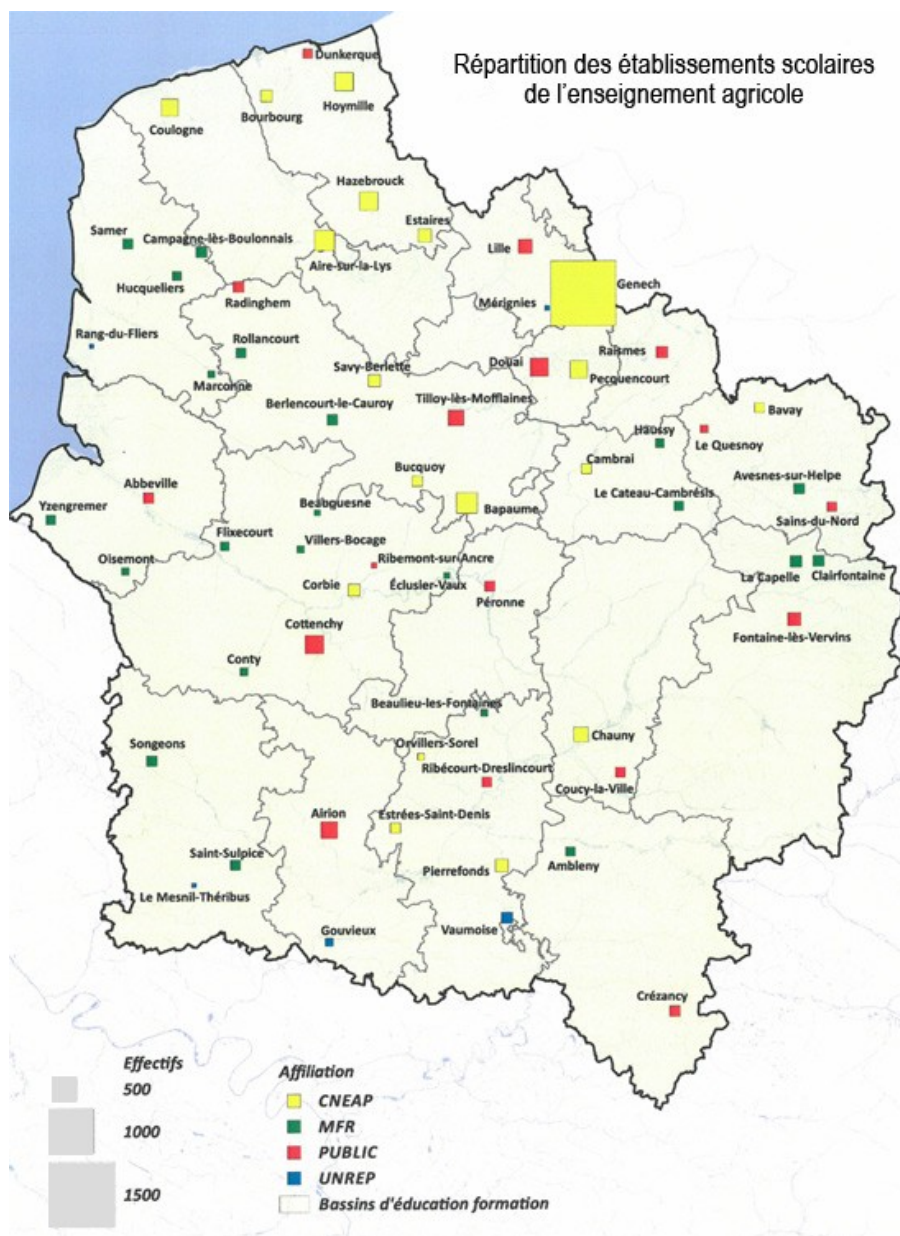 Répartition des établissements scolaires
de l'enseignement agricole
Dunkerque
Hoymille
Bourbourg
Coulogne
Hazebrouck
Estaires
Samer
Campagne-lès-Boulonnais
Aire-sur-la-Lys
Lille
Genech
Hucqueliers
Radinghem
Mérignies
Rang-du-Fliers
Rollancourt
Douai
Raismes
Marconne
Savy-Berlette
Pecquencourt
Berlencourt-le-Cauroy
Tilloy-lès-Mofflaines
Bavay
Haussy
Le Quesnoy
Bucquoy
Cambrai
Avesnes-sur-Helpe
Abbeville
Le Cateau-Cambrésis
Yzengremer
Beauquesne
Bapaume
Sains-du-Nord
Flixecourt
Villers-Bocage
Ribemont-sur-Ancre
Oisemont
La Capelle
Clairfontaine
Corbie
Éclusier-Vaux
Péronne
Cottenchy
Fontaine-lès-Vervins
Conty
Beaulieu-les-Fontaines
Songeons
Orvillers-Sorel
Chauny
Ribécourt-Dreslincourt
Coucy-la-Ville
Airion
Estrées-Saint-Denis
Saint-Sulpice
Pierrefonds
Ambleny
Le Mesnil-Théribus
Gouvieux
Vaumoise
Crézancy
Effectifs
500
1000
1500
Affiliation
CNEAP
MFR
PUBLIC
UNREP
Bassins d'éducation formation